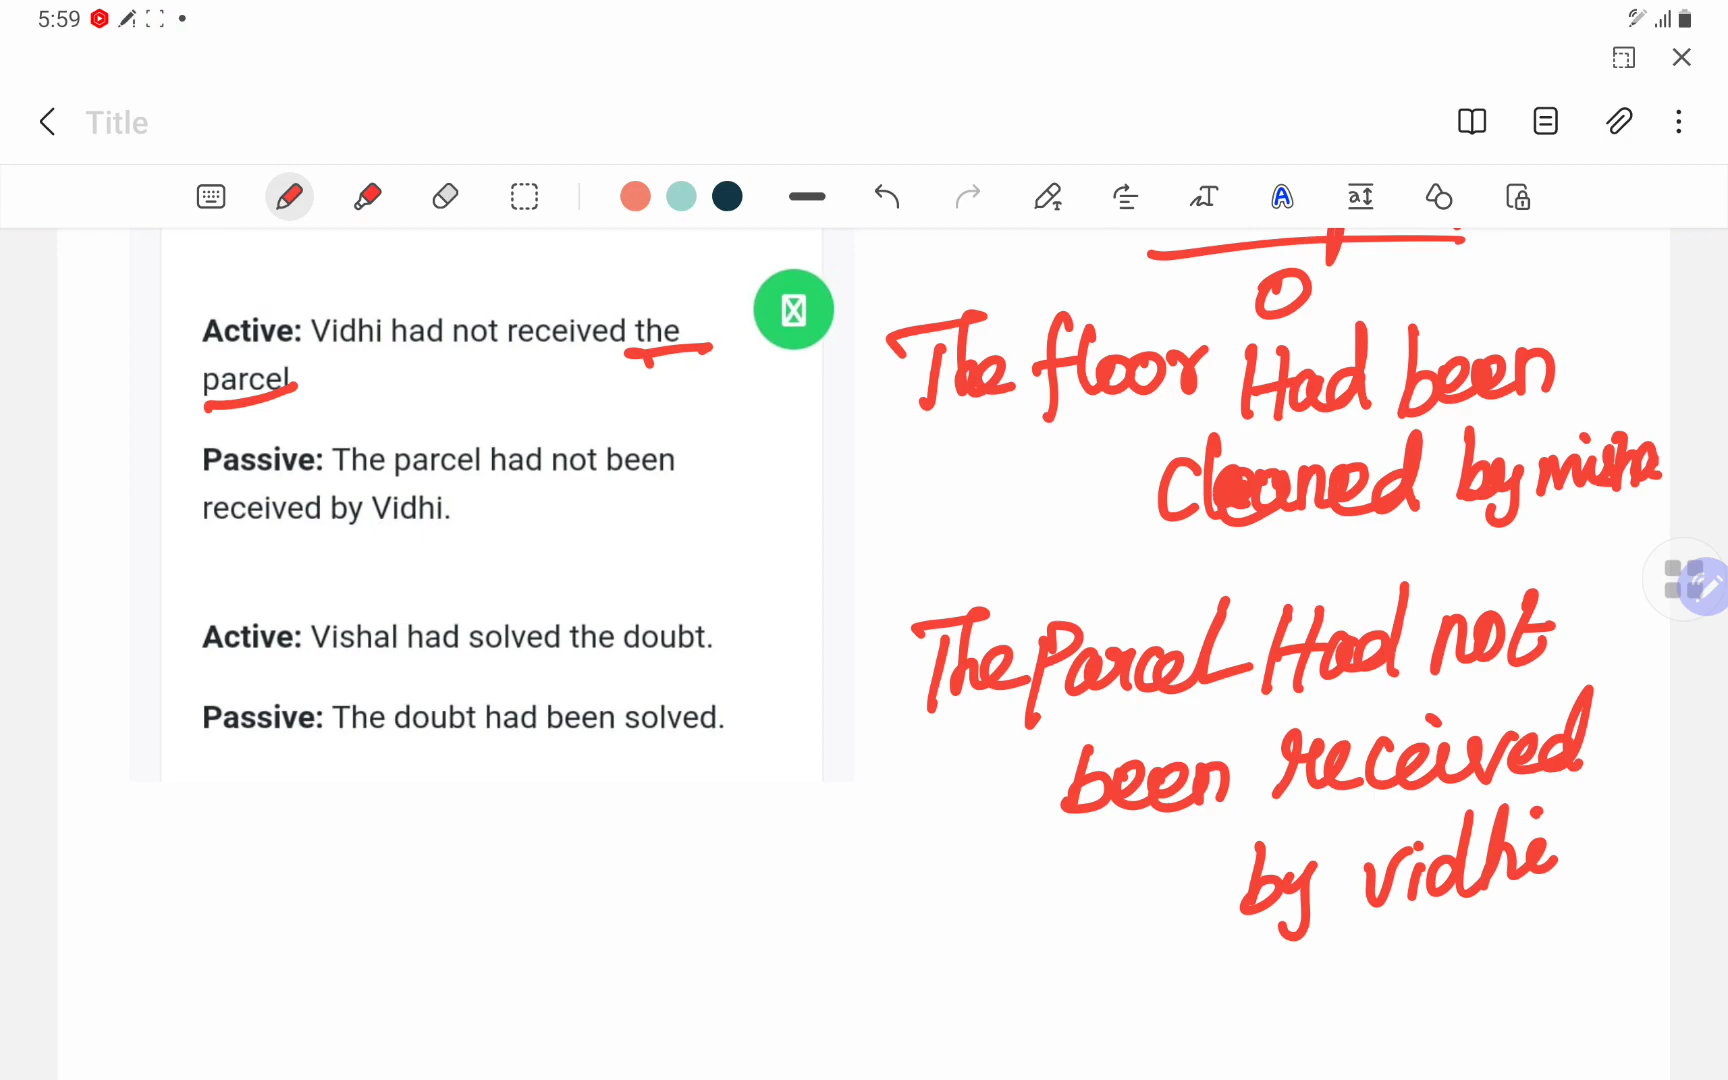 5:59
Title
Active: Vidhi had not received the
parcel
Passive: The parcel had not been
received by Vidhi.
Active: Vishal had solved the doubt.
Passive: The doubt had been solved.
O
The floor Had been
cleaned by misha
The Parcel Had not
been received
by vidhi